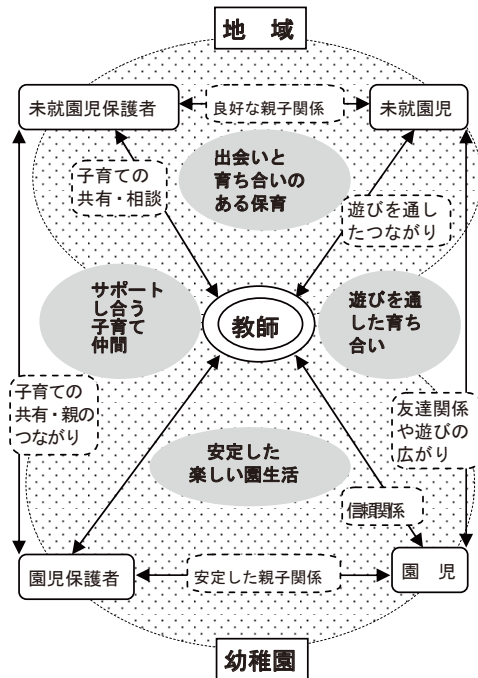 地　域
未就園児保護者
良好な親子関係
未就園児
出会いと
育ち合いの
ある保育
子育ての
共有・相談
遊びを通し
たつながり
サポート
し合う
子育て
仲間
教師
遊びを通
した育ち
合い
子育ての
共有・親の
つながり
友達関係
や遊びの
広がり
安定した
楽しい園生活
信頼関係
園児保護者
安定した親子関係
園　児
幼稚園